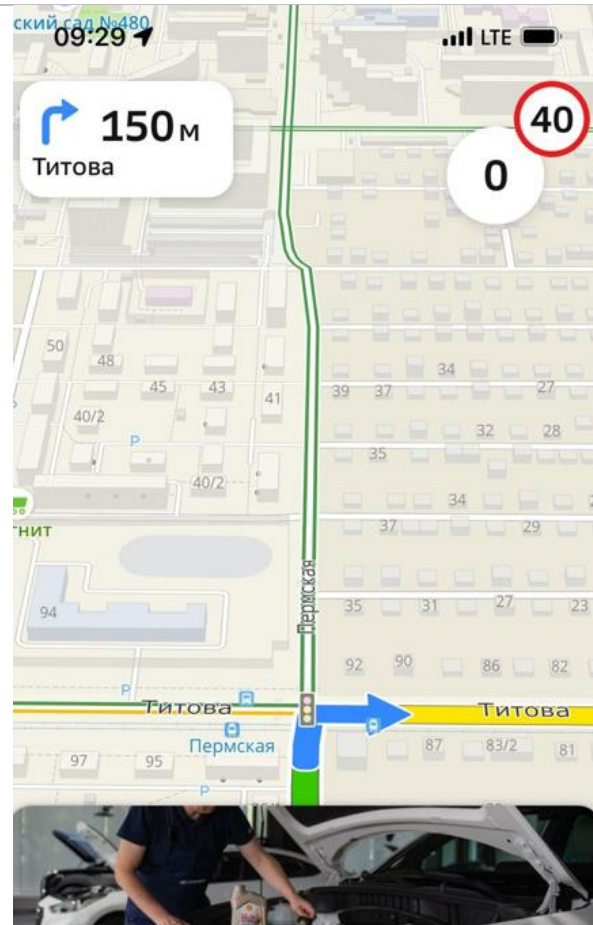 ский сад №480
09:29
LTE
150 м
Титова
40
0
50
48
45
43
41
40/2
P
40/2
гнит
94
39
37
34
27
32
28
35
34
37
29
Пермская
35
31
27
23
92
90
86
82
P
Титова
Титова
Пермская
97
95
87
83/2
81
P